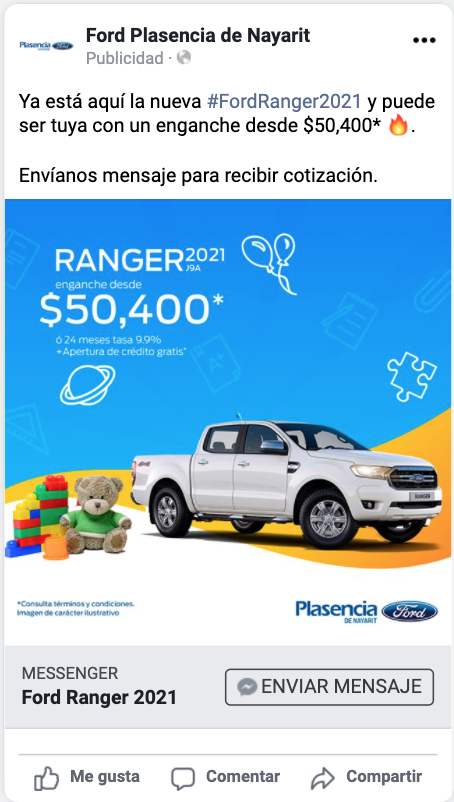 Ford Plasencia de Nayarit
Plasencia Ford
Publicidad ·
Ya está aquí la nueva #FordRanger2021 y puede
ser tuya con un enganche desde $50,400* 🔥.
Envíanos mensaje para recibir cotización.
RANGER 2021
J9A
enganche desde
$50,400*
ó 24 meses tasa 9.9%
+Apertura de crédito gratis*
A+
4x4
RANGER
*Consulta términos y condiciones.
Imagen de carácter ilustrativo
Plasencia Ford
DE NAYARIT
MESSENGER
Ford Ranger 2021
ENVIAR MENSAJE
Me gusta
Comentar
Compartir